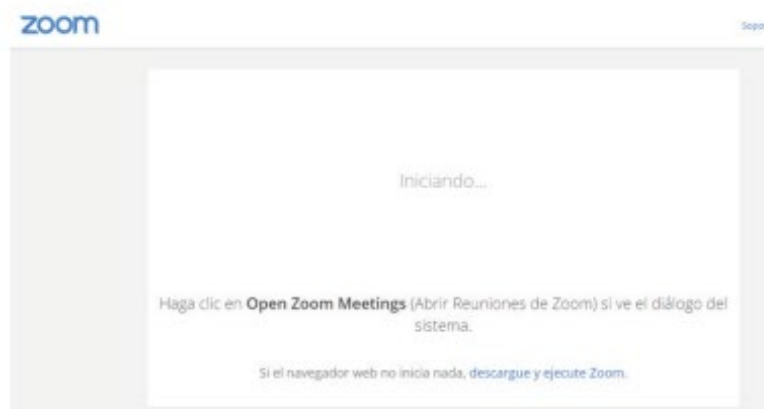 zoom
Sopo
Iniciando...
Haga clic en Open Zoom Meetings (Abrir Reuniones de Zoom) si ve el diálogo del
sistema.
Si el navegador web no inicia nada, descargue y ejecute Zoom.